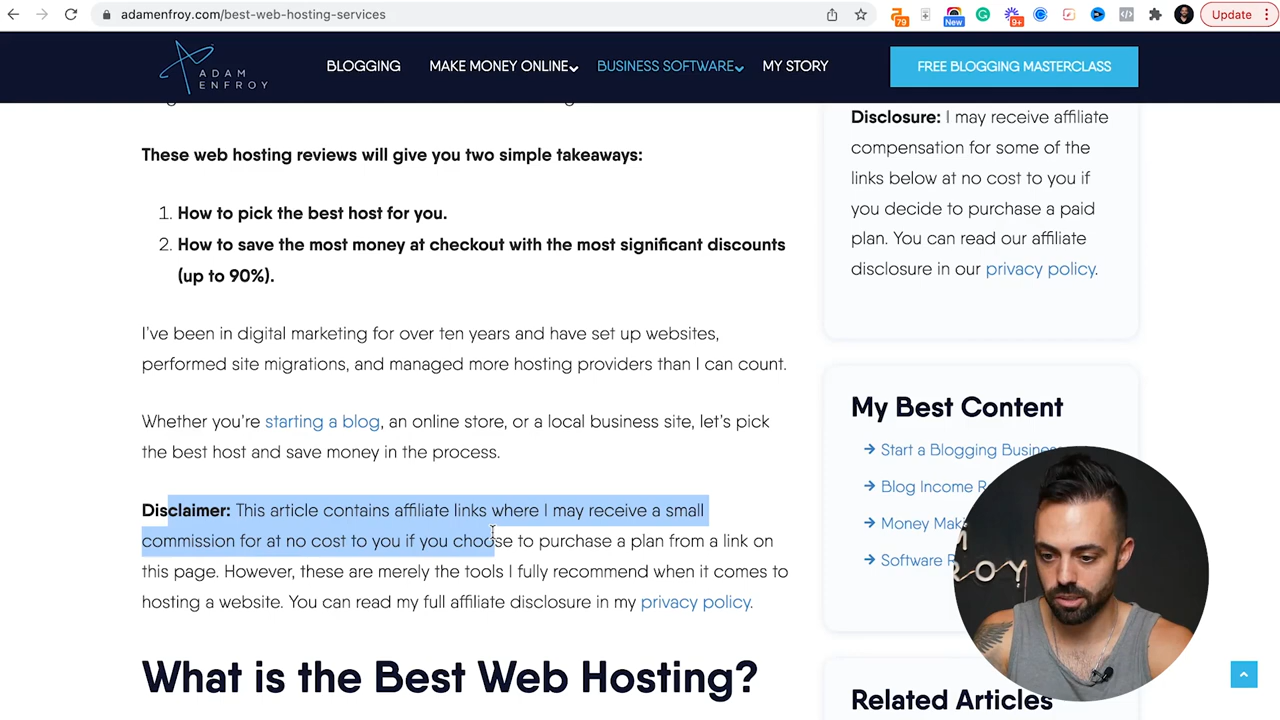 adamenfroy.com/best-web-hosting-services
79
New
9+
Update
ADAM
ENFROY
BLOGGING
MAKE MONEY ONLINE
BUSINESS SOFTWARE
MY STORY
FREE BLOGGING MASTERCLASS
These web hosting reviews will give you two simple takeaways:
1. How to pick the best host for you.
2. How to save the most money at checkout with the most significant discounts
(up to 90%).
I've been in digital marketing for over ten years and have set up websites,
performed site migrations, and managed more hosting providers than I can count.
Whether you're starting a blog, an online store, or a local business site, let's pick
the best host and save money in the process.
Disclaimer: This article contains affiliate links where I may receive a small
commission for at no cost to you if you choose to purchase a plan from a link on
this page. However, these are merely the tools I fully recommend when it comes to
hosting a website. You can read my full affiliate disclosure in my privacy policy.
What is the Best Web Hosting?
Disclosure: I may receive affiliate
compensation for some of the
links below at no cost to you if
you decide to purchase a paid
plan. You can read our affiliate
disclosure in our privacy policy.
My Best Content
Start a Blogging Busine
Blog Income R
Money Mak
Software R
Related Articles